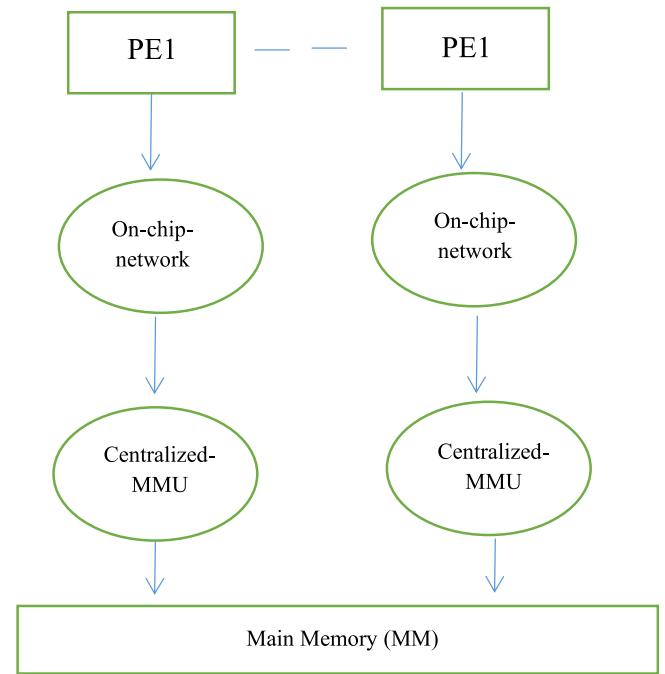 PE1
PE1
On-chip-
network
On-chip-
network
Centralized-
MMU
Centralized-
MMU
Main Memory (MM)